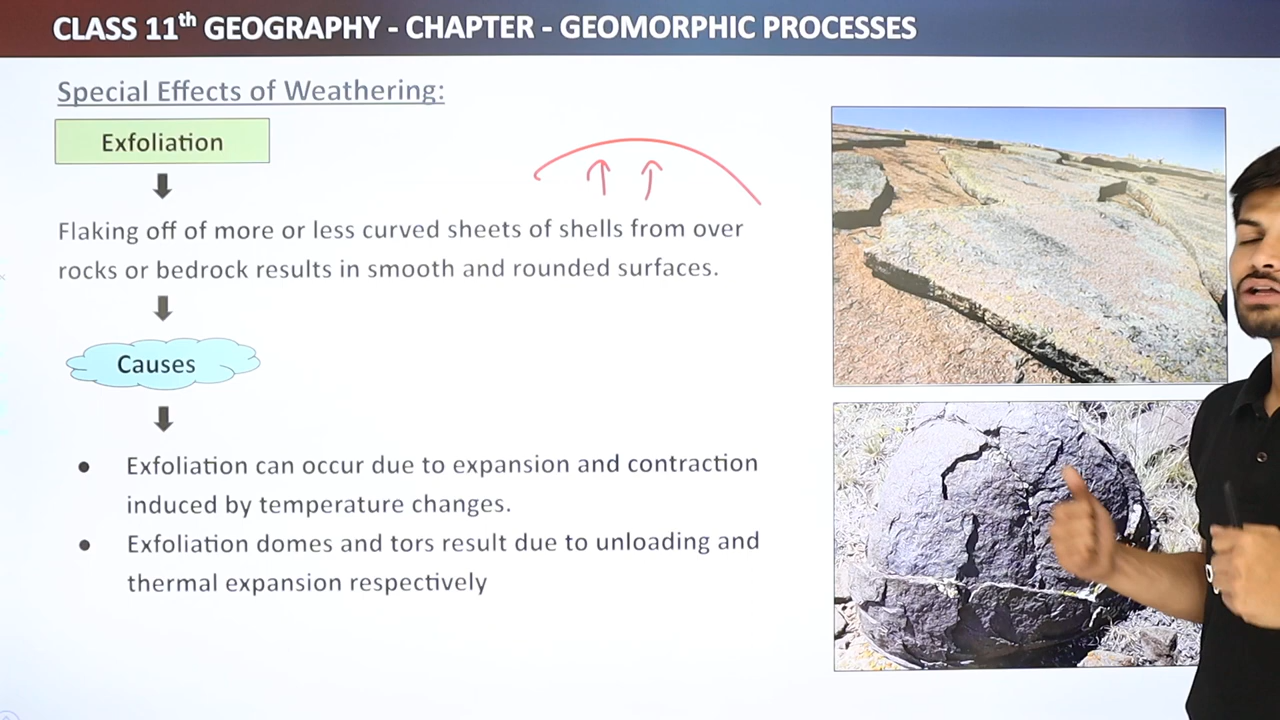 CLASS 11th GEOGRAPHY - CHAPTER - GEOMORPHIC PROCESSES
Special Effects of Weathering:
Exfoliation
Flaking off of more or less curved sheets of shells from over
rocks or bedrock results in smooth and rounded surfaces.
Causes
● Exfoliation can occur due to expansion and contraction
induced by temperature changes.
● Exfoliation domes and tors result due to unloading and
thermal expansion respectively